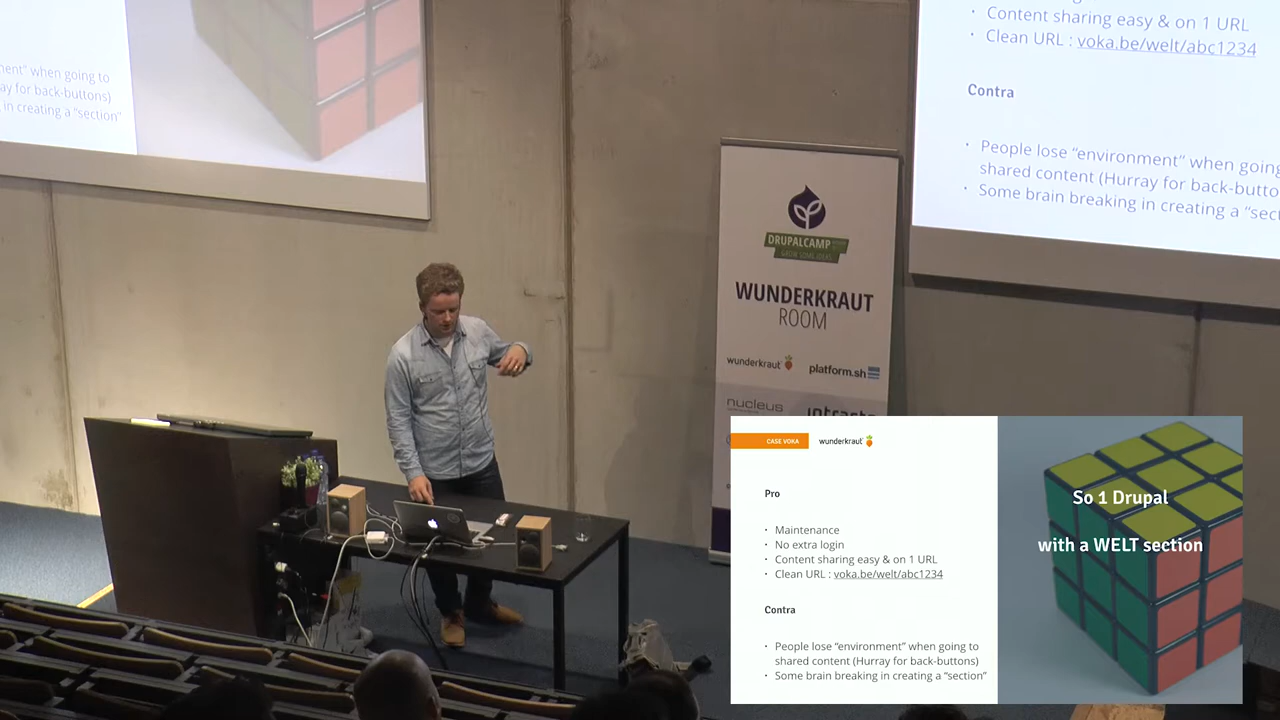 ment" when going to
ay for back-buttons)
in creating a "section"
Content sharing easy & on 1 URL
Clean URL : voka.be/welt/abc1234
Contra
People lose "environment" when going
shared content (Hurray for back-butto
Some brain breaking in creating a "sect
DRUPALCAMP
WUNDERKRAUT
ROOM
wunderkraut
platform.sh
nucleus
CASE VOKA
wunderkraut
Pro
Maintenance
No extra login
Content sharing easy & on 1 URL
Clean URL : voka.be/welt/abc1234
Contra
People lose "environment" when going to
shared content (Hurray for back-buttons)
Some brain breaking in creating a "section"
So 1 Drupal
with a WELT section